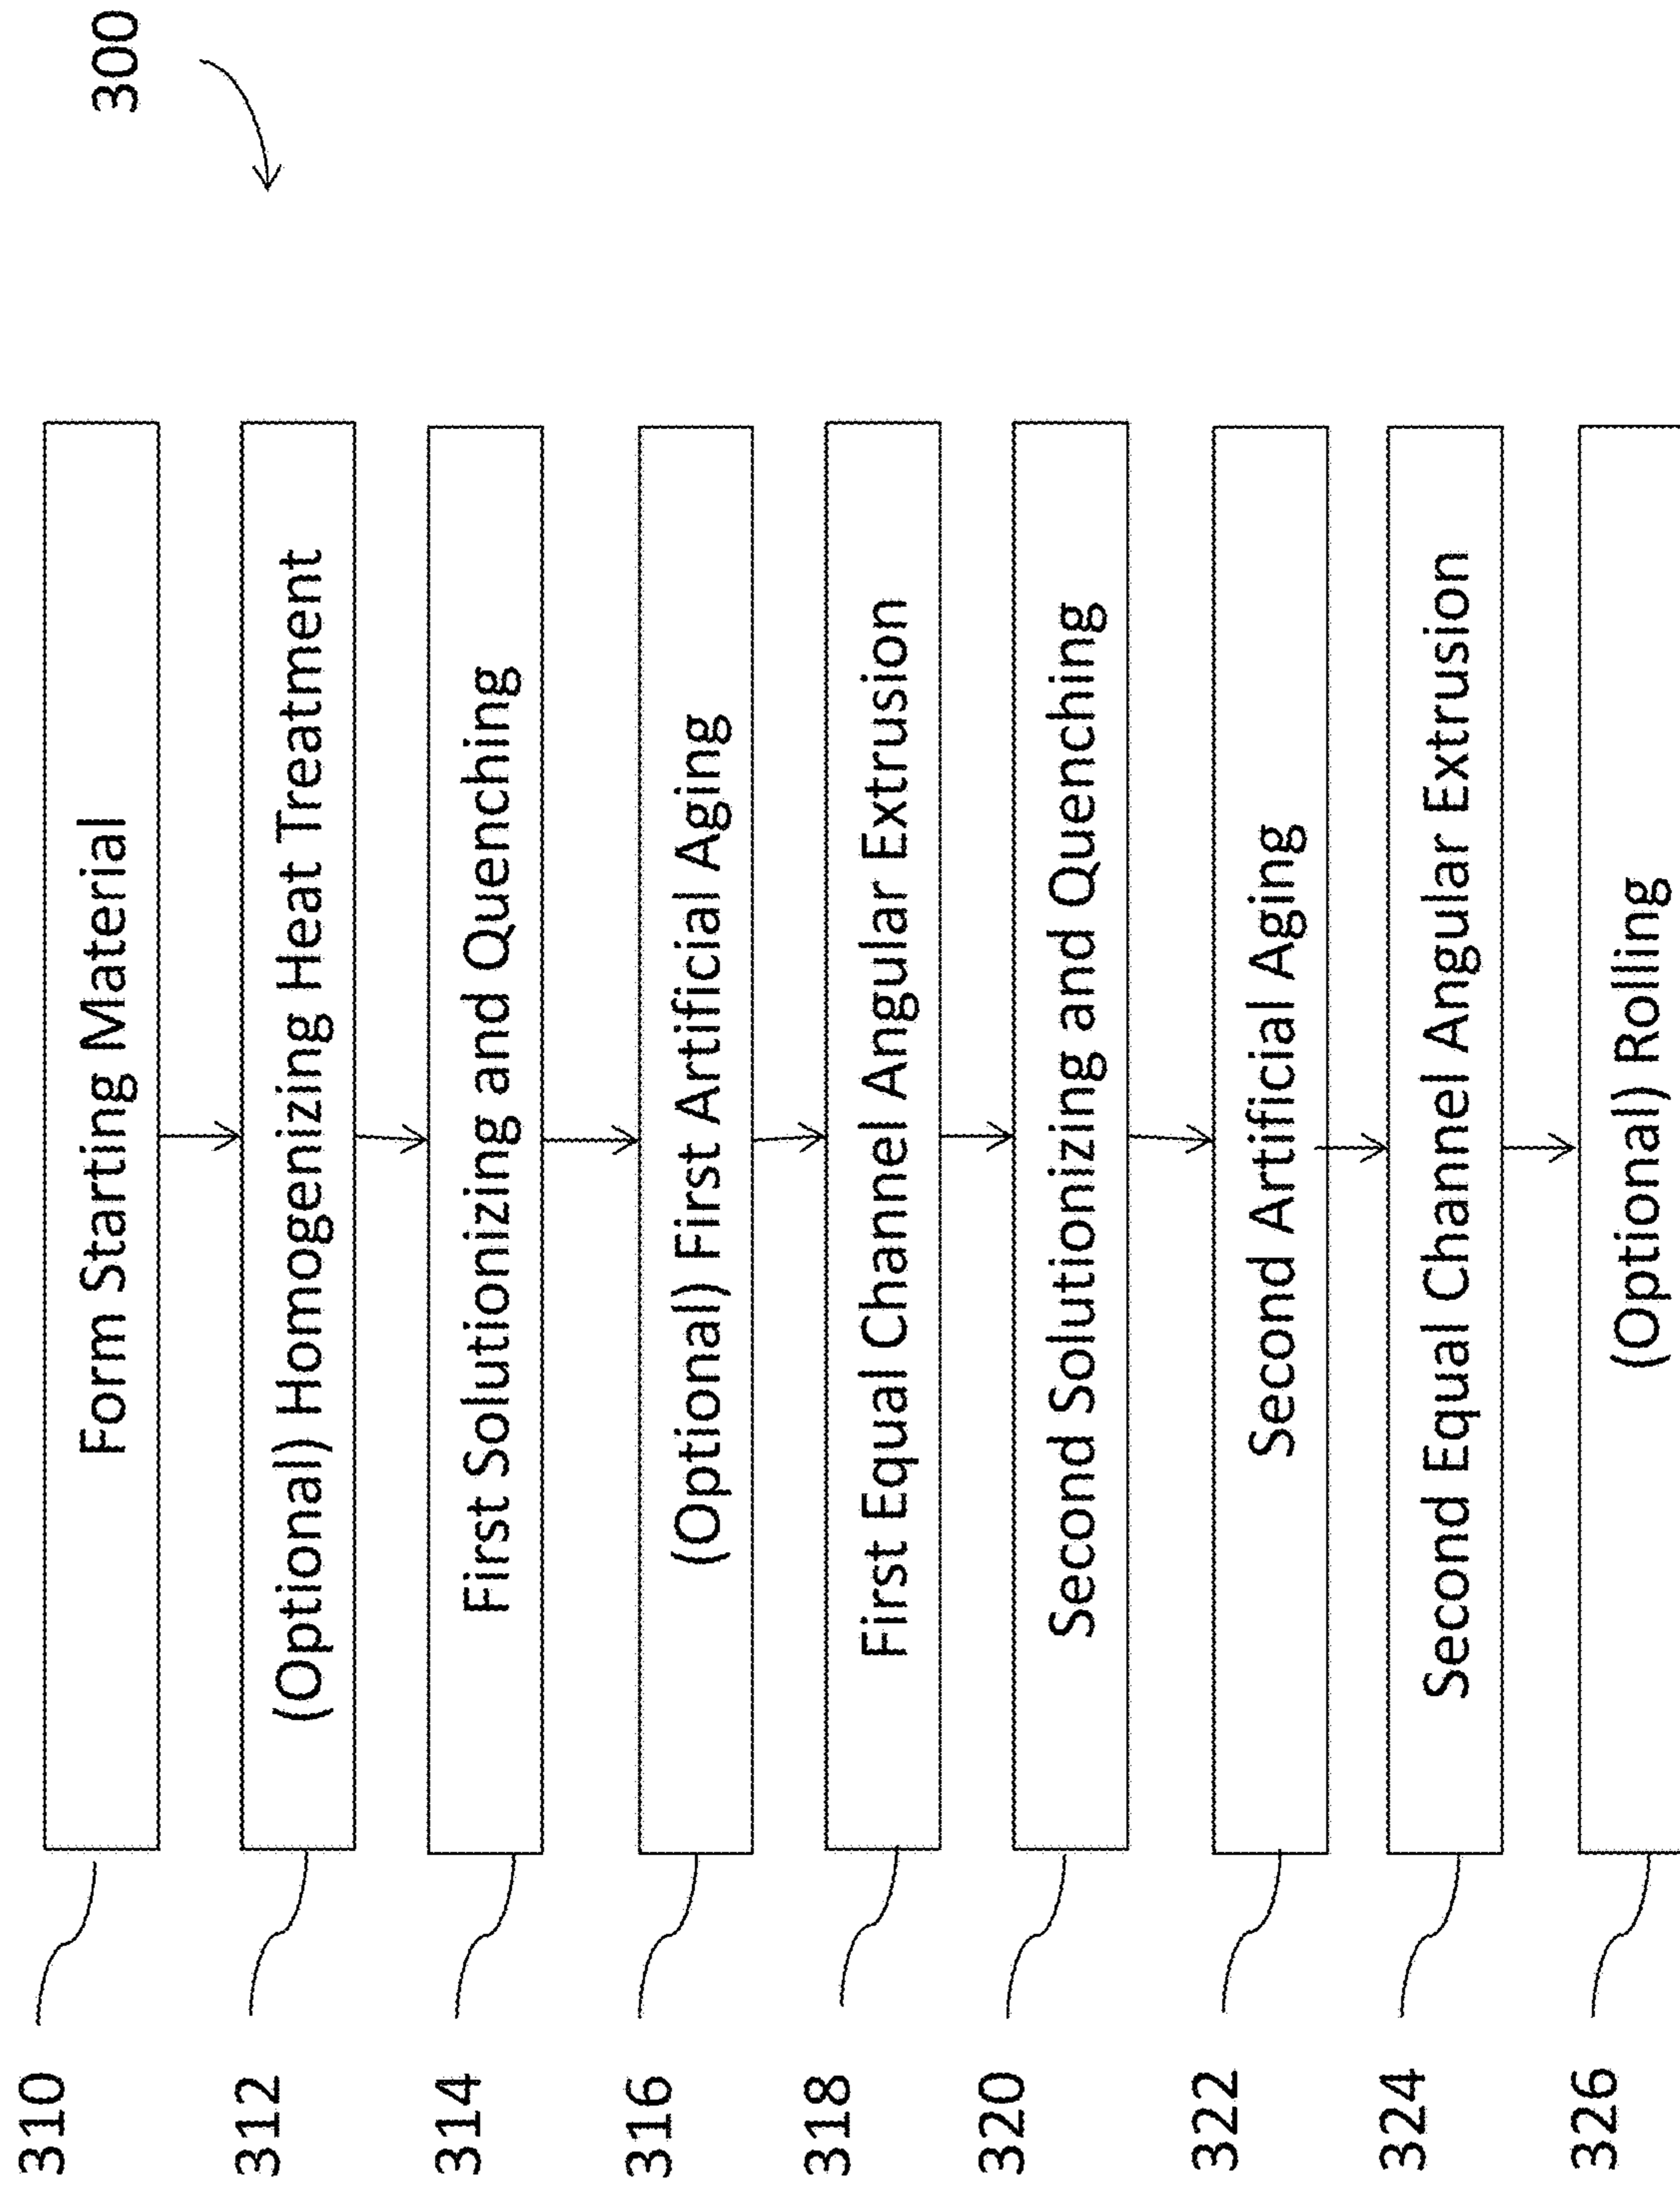 300
310
Form Starting Material
312
(Optional) Homogenizing Heat Treatment
314
First Solutionizing and Quenching
316
(Optional) First Artificial Aging
318
First Equal Channel Angular Extrusion
320
Second Solutionizing and Quenching
322
Second Artificial Aging
324
Second Equal Channel Angular Extrusion
326
(Optional) Rolling